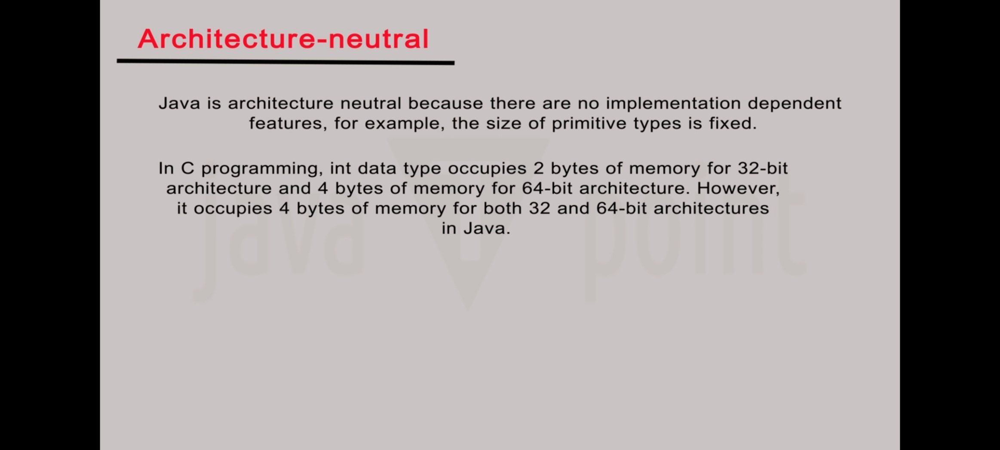 Architecture-neutral
Java is architecture neutral because there are no implementation dependent
features, for example, the size of primitive types is fixed.
In C programming, int data type occupies 2 bytes of memory for 32-bit
architecture and 4 bytes of memory for 64-bit architecture. However,
it occupies 4 bytes of memory for both 32 and 64-bit architectures
in Java.
java T point